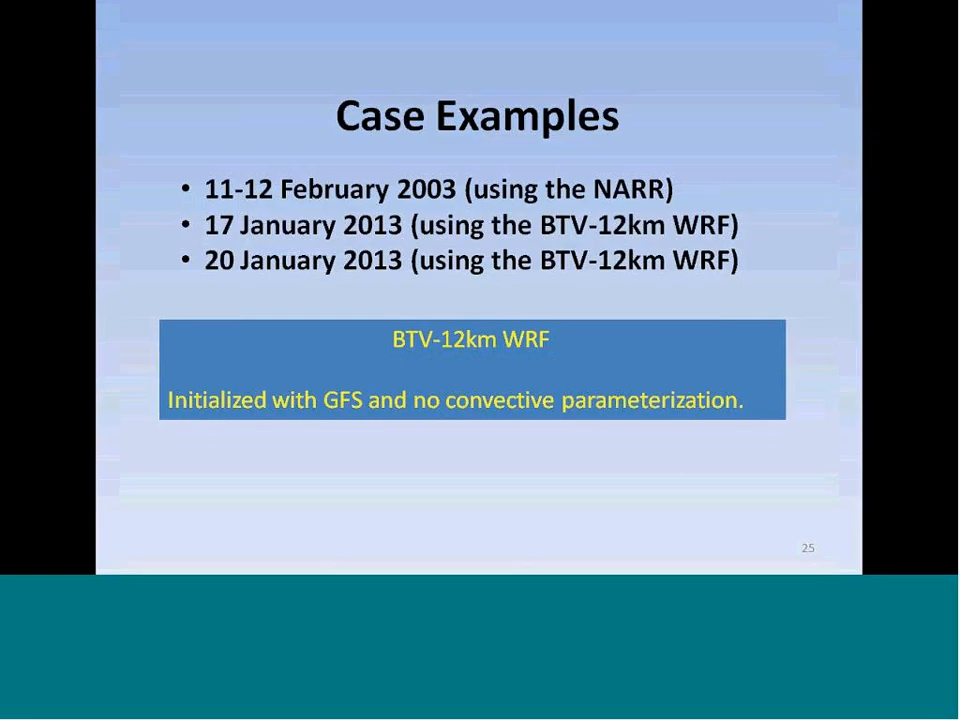 Case Examples
• 11-12 February 2003 (using the NARR)
• 17 January 2013 (using the BTV-12km WRF)
• 20 January 2013 (using the BTV-12km WRF)
BTV-12km WRF
Initialized with GFS and no convective parameterization.
25